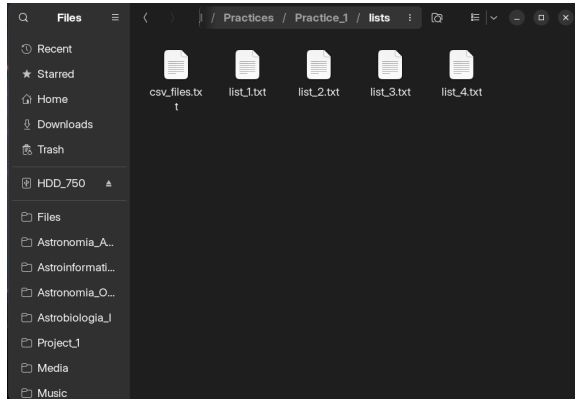 Files
/ Practices / Practice_1 / lists
Recent
Starred
Home
Downloads
Trash
HDD_750
Files
Astronomia_A...
Astroinformati...
Astronomia_O...
Astrobiologia_I
Project_1
Media
Music
csv_files.tx
t
list_1.txt
list_2.txt
list_3.txt
list_4.txt